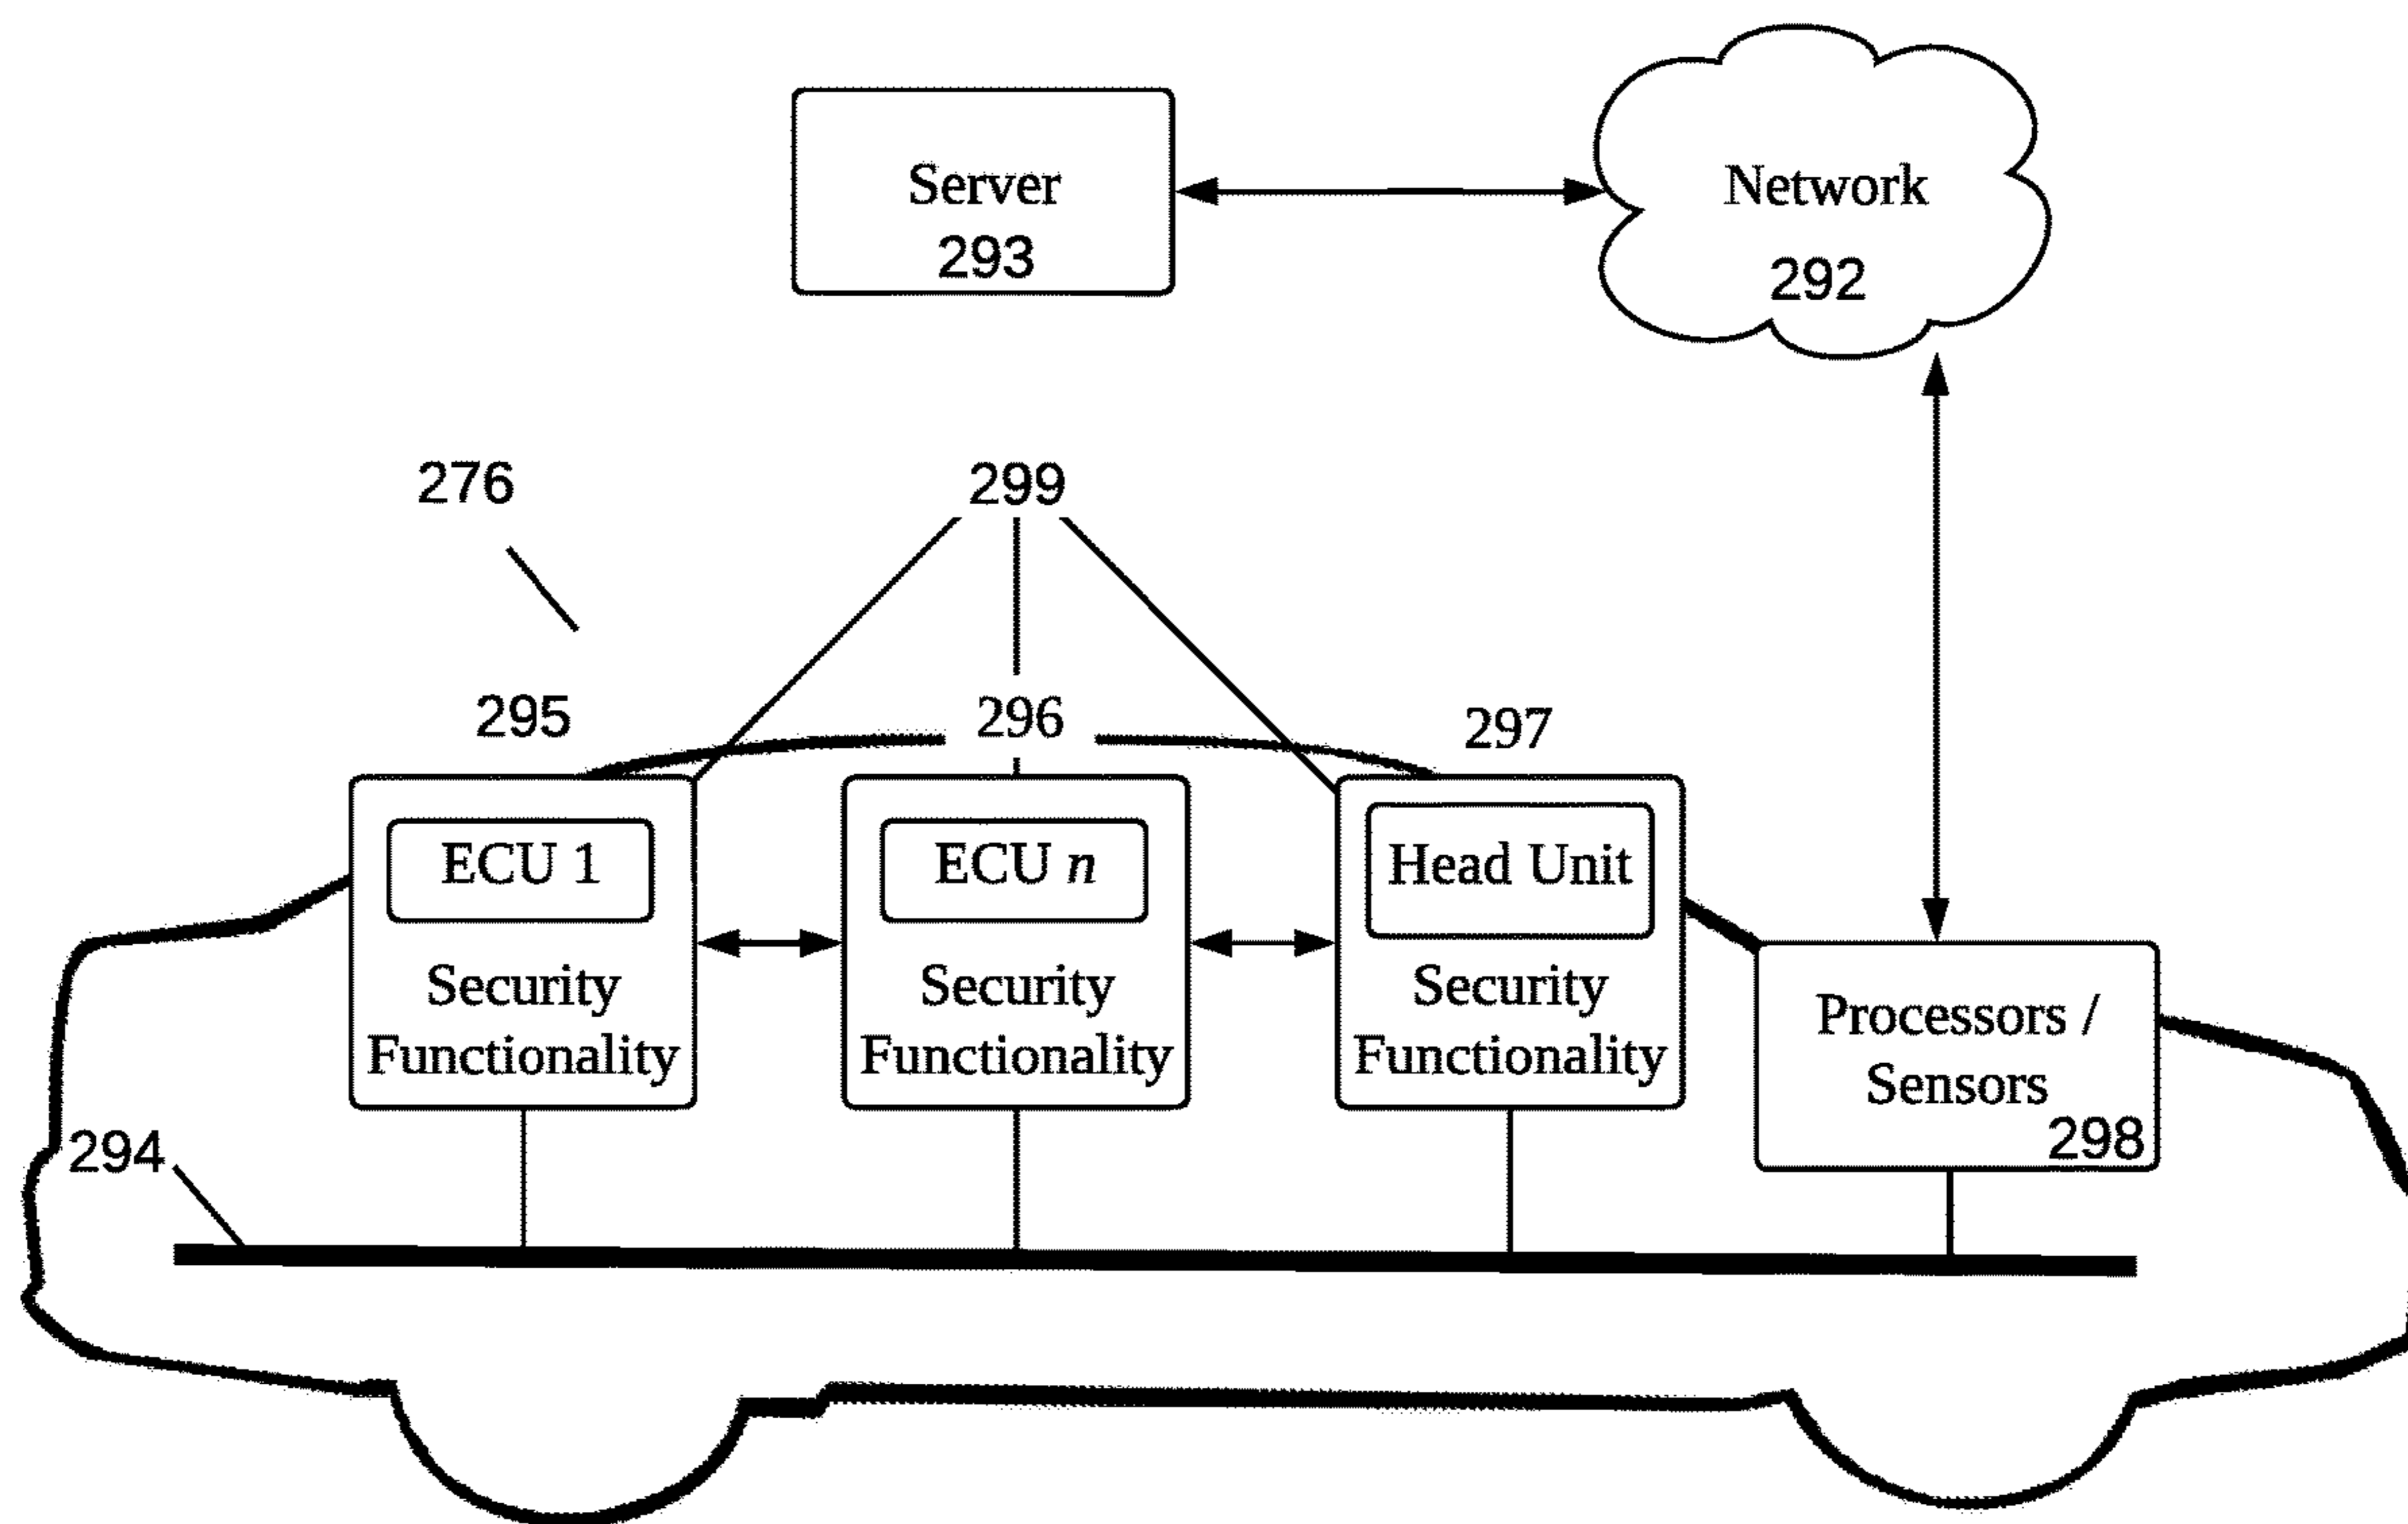 Server
293
Network
292
276
299
295
296
297
ECU 1
Security
Functionality
ECU n
Security
Functionality
Head Unit
Security
Functionality
Processors /
Sensors
298
294